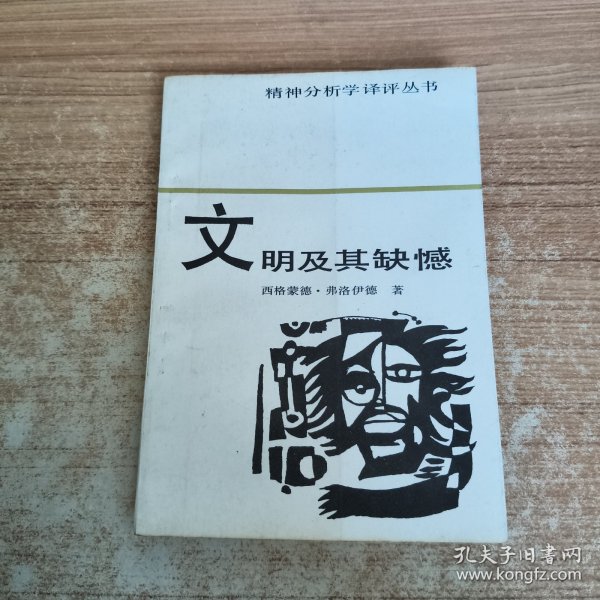 精神分析学译评丛书
文明及其缺憾
西格蒙德·弗洛伊德 著
孔夫子旧书网
www.kongfz.com